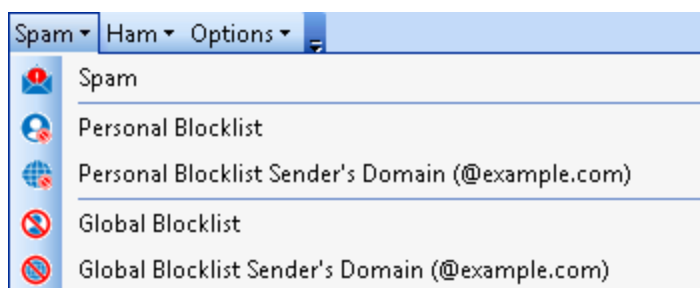 Spam Ham Options
Spam
Personal Blocklist
Personal Blocklist Sender's Domain (@example.com)
Global Blocklist
Global Blocklist Sender's Domain (@example.com)